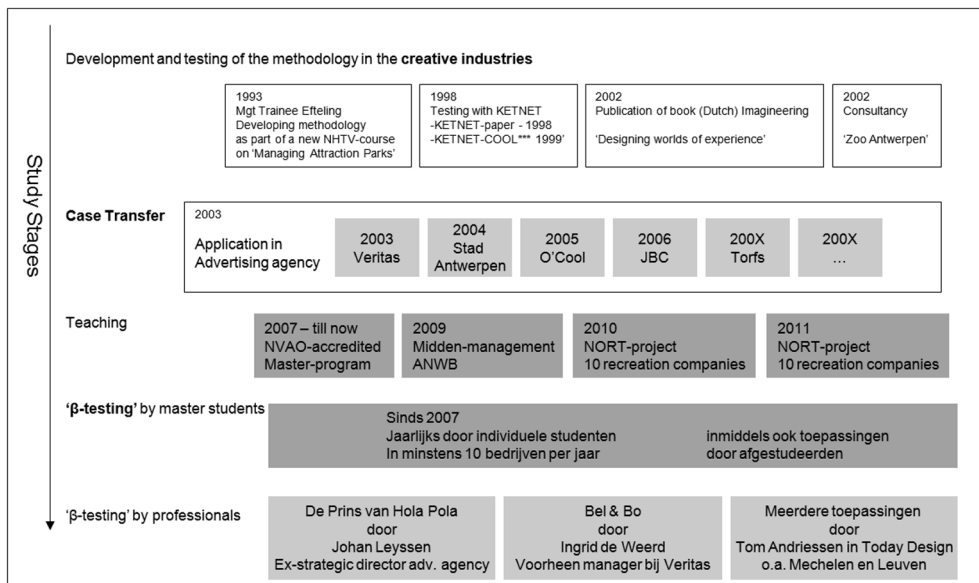 Study Stages
Development and testing of the methodology in the creative industries
1993
Mgt Trainee Efteling
Developing methodology
as part of a new NHTV-course
on 'Managing Attraction Parks'
1998
Testing with KETNET
-KETNET-paper - 1998
-KETNET-COOL*** 1999'
2002
Publication of book (Dutch) Imagineering
'Designing worlds of experience'
2002
Consultancy
'Zoo Antwerpen'
Case Transfer
2003
Application in
Advertising agency
2003
Veritas
2004
Stad
Antwerpen
2005
O'Cool
2006
JBC
200X
Torfs
200X
...
Teaching
2007 – till now
NVAO-accredited
Master-program
2009
Midden-management
ANWB
2010
NORT-project
10 recreation companies
2011
NORT-project
10 recreation companies
'β-testing' by master students
Sinds 2007
Jaarlijks door individuele studenten
In minstens 10 bedrijven per jaar
inmiddels ook toepassingen
door afgestudeerden
'β-testing' by professionals
De Prins van Hola Pola
door
Johan Leyssen
Ex-strategic director adv. agency
Bel & Bo
door
Ingrid de Weerd
Voorheen manager bij Veritas
Meerdere toepassingen
door
Tom Andriessen in Today Design
o.a. Mechelen en Leuven